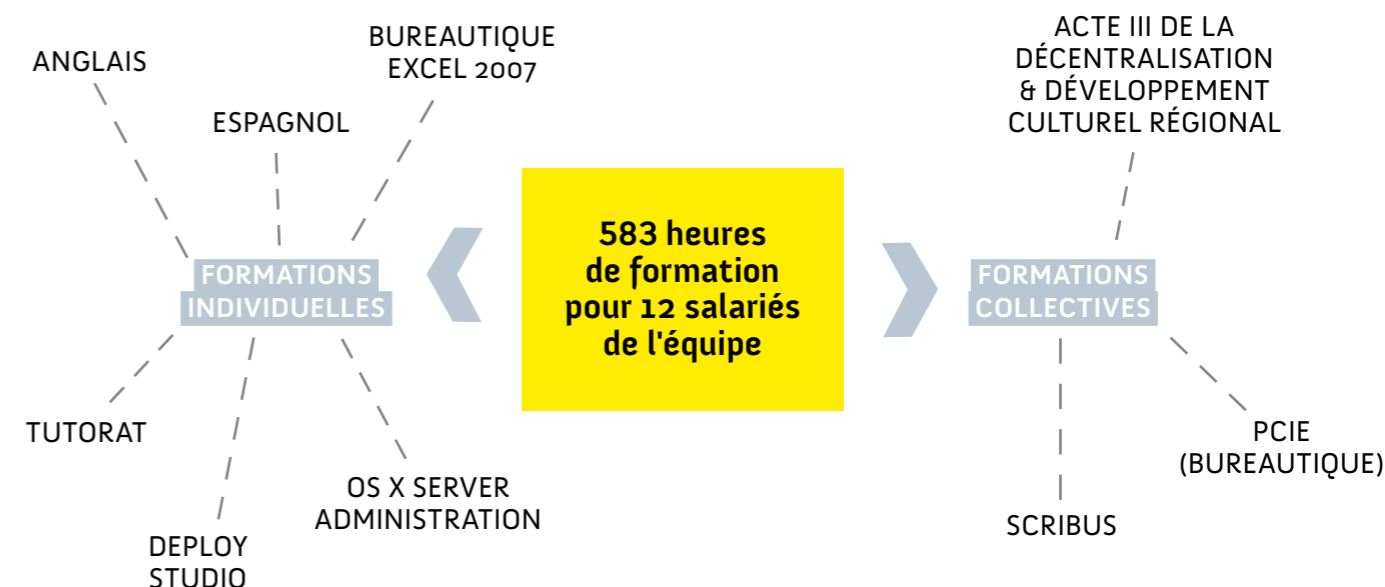 ANGLAIS
BUREAUTIQUE
EXCEL 2007
ESPAGNOL
FORMATIONS
INDIVIDUELLES
TUTORAT
DEPLOY
STUDIO
OS X SERVER
ADMINISTRATION
583 heures
de formation
pour 12 salariés
de l'équipe
ACTE III DE LA
DÉCENTRALISATION
& DÉVELOPPEMENT
CULTUREL RÉGIONAL
FORMATIONS
COLLECTIVES
PCIE
(BUREAUTIQUE)
SCRIBUS